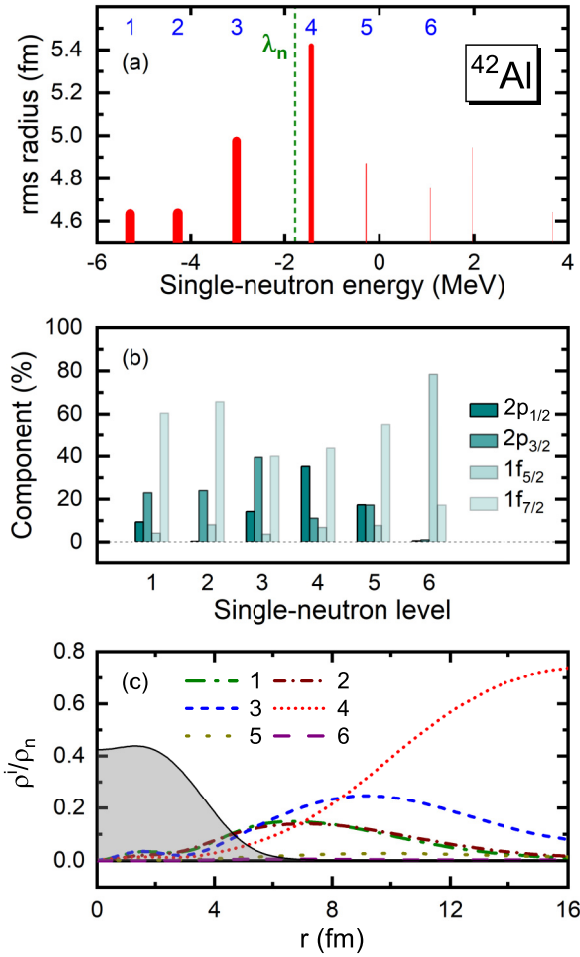 1 2 3 4 5 6
(a)
λn
42Al
rms radius (fm)
5.4
5.2
5.0
4.8
4.6
-6 -4 -2 0 2 4
Single-neutron energy (MeV)
(b)
Component (%)
100
80
60
40
20
0
2p1/2
2p3/2
1f5/2
1f7/2
1 2 3 4 5 6
Single-neutron level
(c)
1 2
3 4
5 6
ρi/ρn
0.8
0.6
0.4
0.2
0.0
0 4 8 12 16
r (fm)